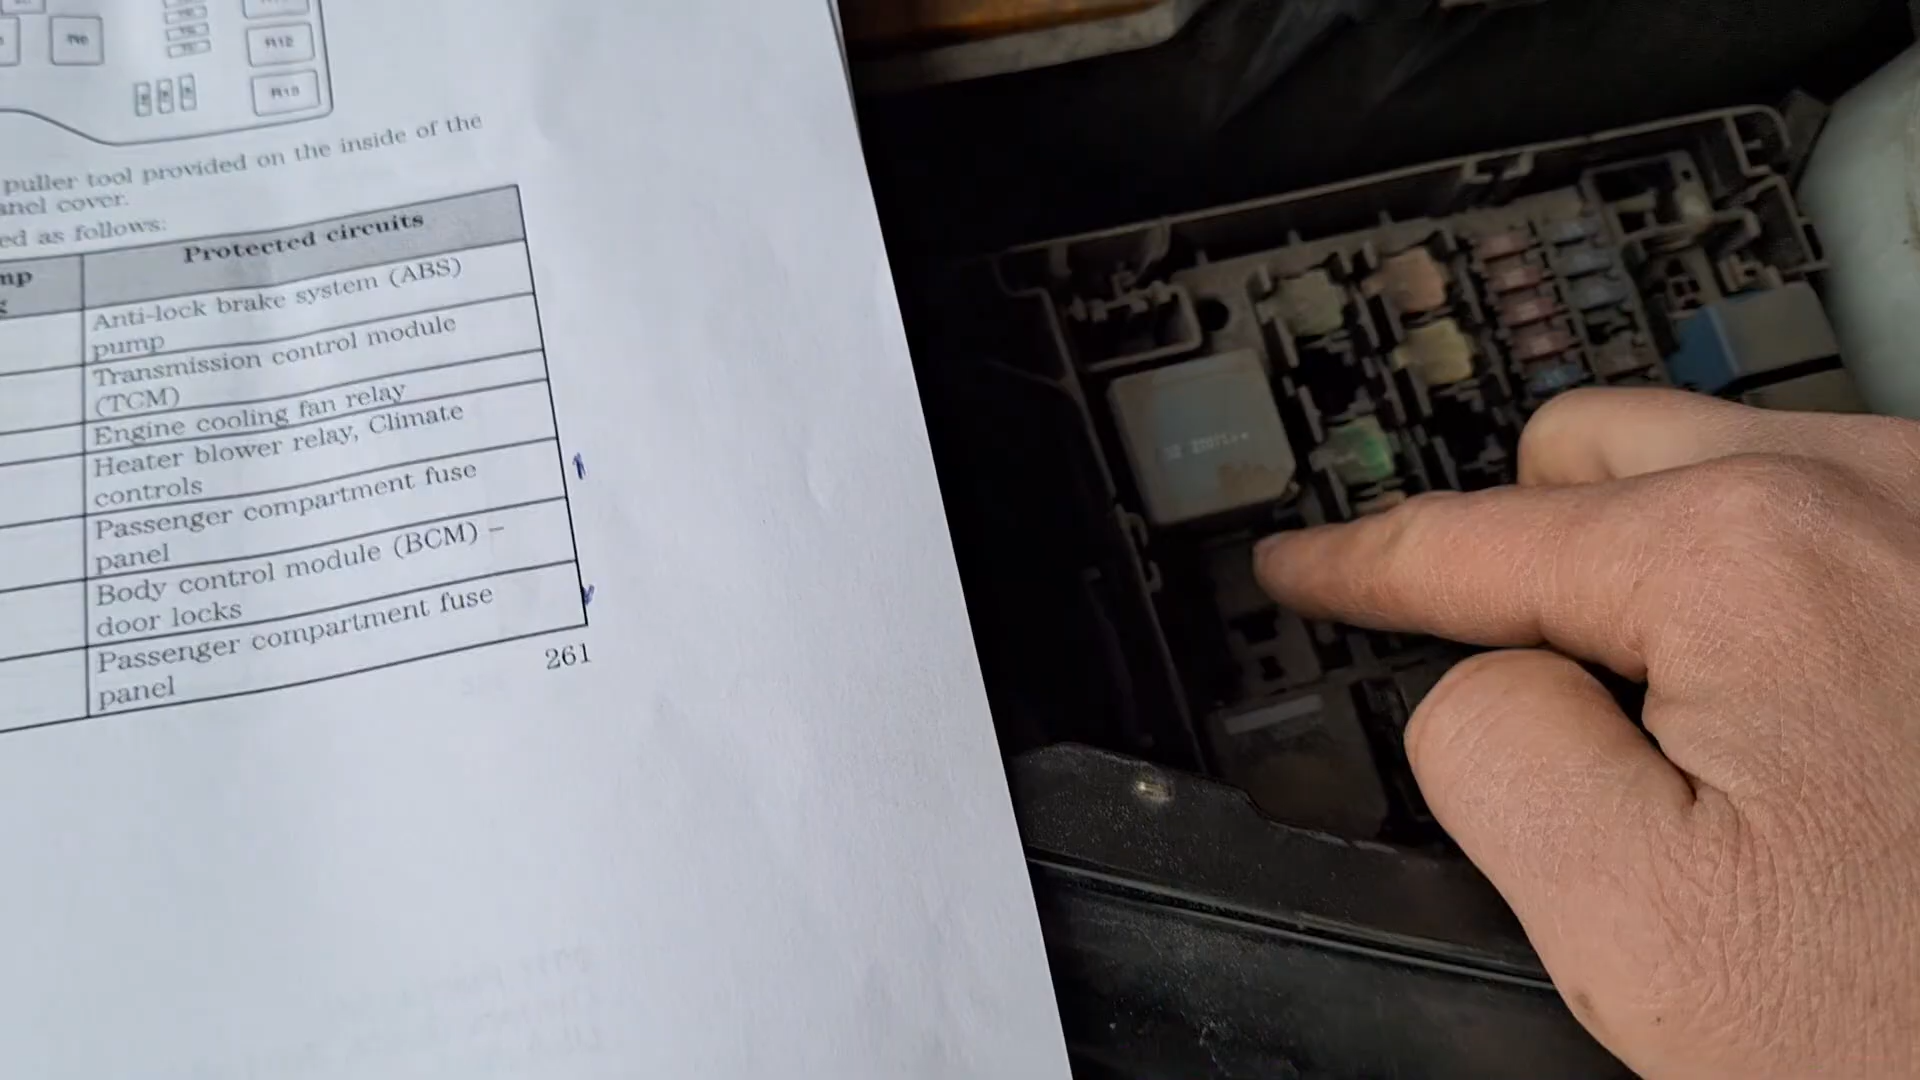 R12
R13
puller tool provided on the inside of the
anel cover.
ed as follows:
mp
Protected circuits
Anti-lock brake system (ABS)
pump
Transmission control module
(TCM)
Engine cooling fan relay
Heater blower relay, Climate
controls
Passenger compartment fuse
panel
Body control module (BCM) –
door locks
Passenger compartment fuse
panel
261